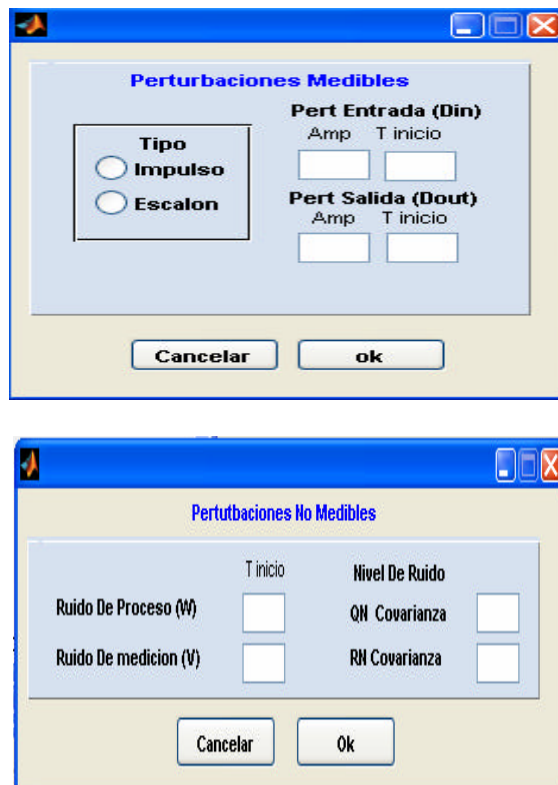 Perturbaciones Medibles
Tipo
Impulso
Escalon
Pert Entrada (Din)
Amp T inicio
Pert Salida (Dout)
Amp T inicio
Cancelar ok
Pertutbaciones No Medibles
T inicio Nivel De Ruido
Ruido De Proceso (W) QN Covarianza
Ruido De medicion (V) RN Covarianza
Cancelar Ok